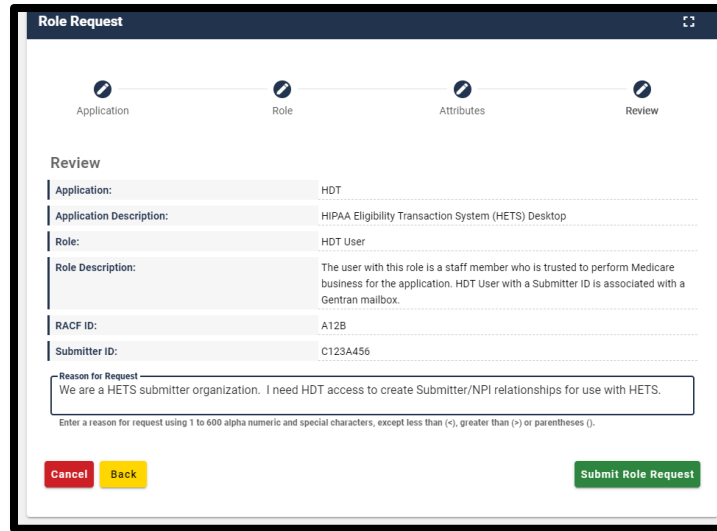 Role Request
Application
Role
Attributes
Review
Review
Application:
HDT
Application Description:
HIPAA Eligibility Transaction System (HETS) Desktop
Role:
HDT User
Role Description:
The user with this role is a staff member who is trusted to perform Medicare
business for the application. HDT User with a Submitter ID is associated with a
Gentran mailbox.
RACF ID:
A12B
Submitter ID:
C123A456
Reason for Request
We are a HETS submitter organization.  I need HDT access to create Submitter/NPI relationships for use with HETS.
Enter a reason for request using 1 to 600 alpha numeric and special characters, except less than (<), greater than (>) or parentheses ().
Cancel
Back
Submit Role Request